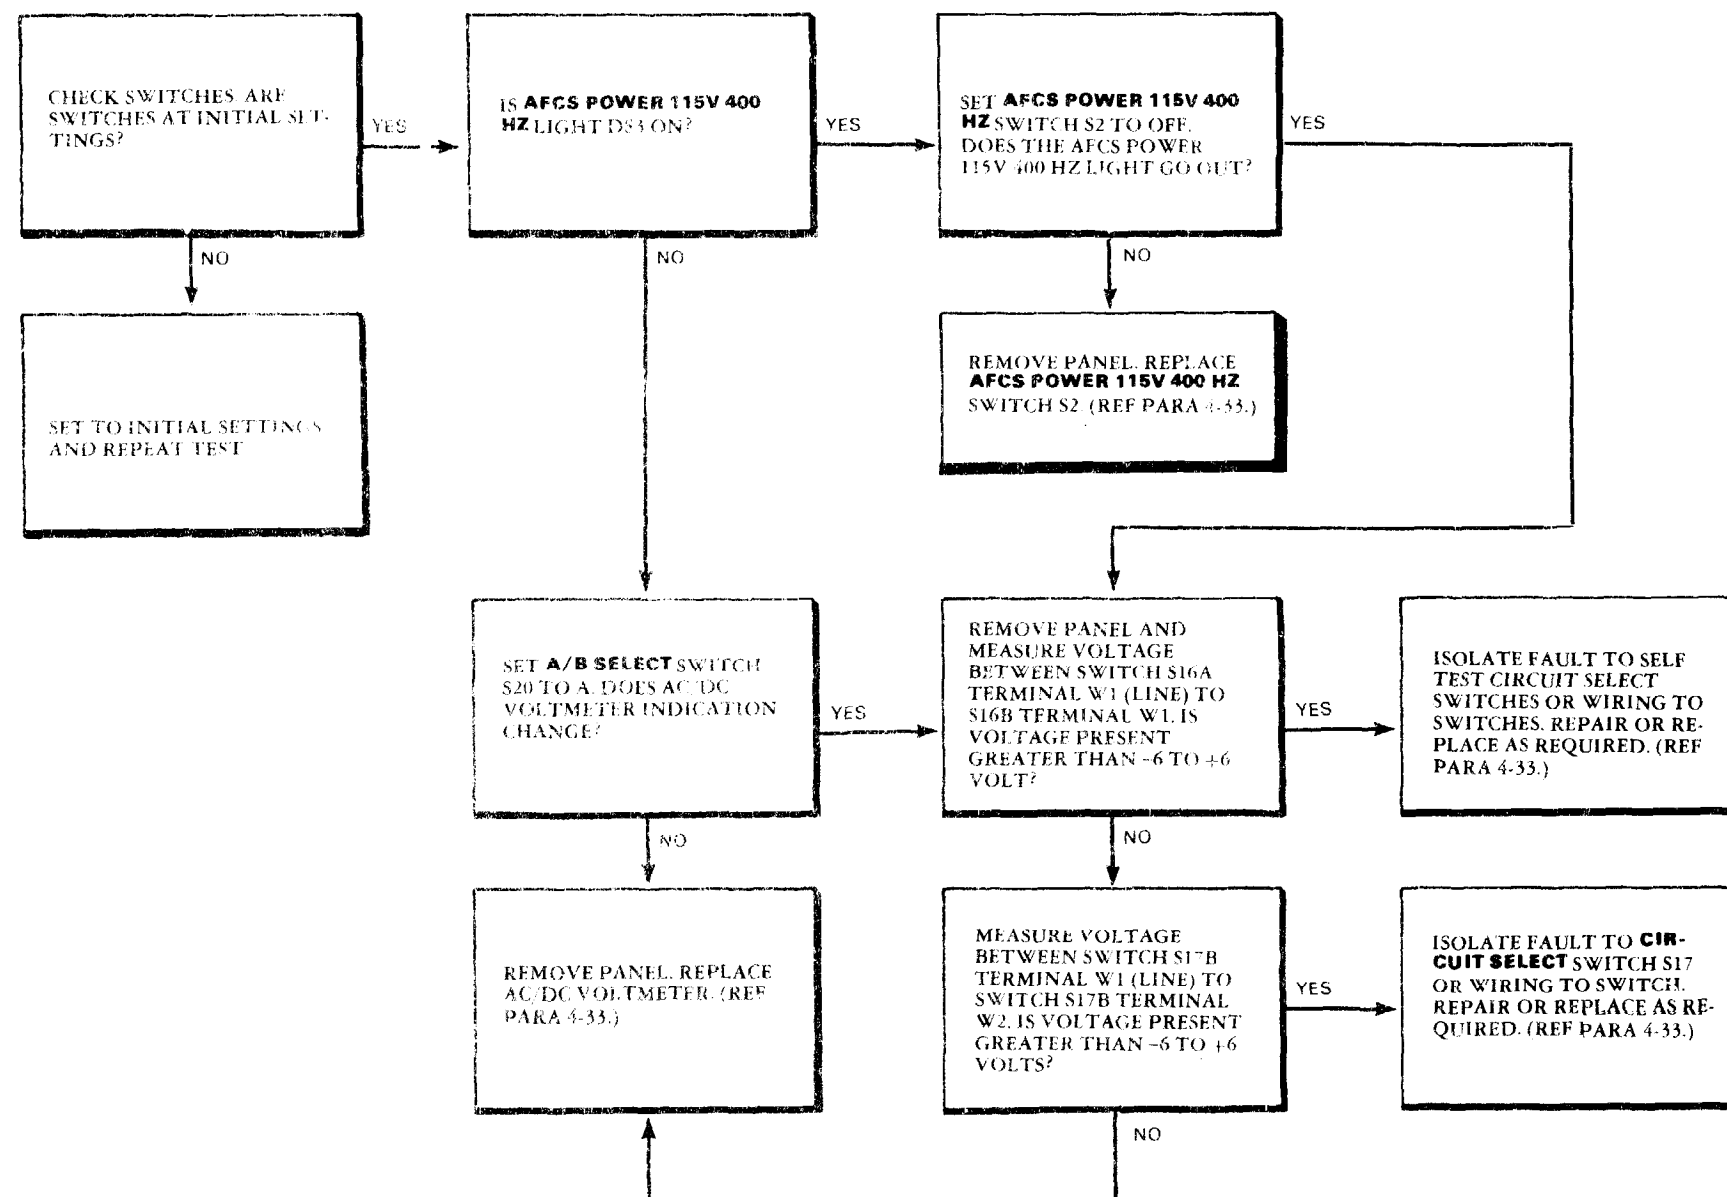 CHECK SWITCHES. ARE
SWITCHES AT INITIAL SET-
TINGS?
YES
NO
SET TO INITIAL SETTINGS
AND REPEAT TEST
IS AFCS POWER 115V 400
HZ LIGHT DS3 ON?
YES
NO
SET AFCS POWER 115V 400
HZ SWITCH S2 TO OFF.
DOES THE AFCS POWER
115V 400 HZ LIGHT GO OUT?
YES
NO
REMOVE PANEL. REPLACE
AFCS POWER 115V 400 HZ
SWITCH S2. (REF PARA 4-33.)
SET A/B SELECT SWITCH
S20 TO A. DOES AC/DC
VOLTMETER INDICATION
CHANGE?
YES
NO
REMOVE PANEL AND
MEASURE VOLTAGE
BETWEEN SWITCH S16A
TERMINAL W1 (LINE) TO
S16B TERMINAL W1. IS
VOLTAGE PRESENT
GREATER THAN -6 TO +6
VOLT?
YES
NO
ISOLATE FAULT TO SELF
TEST CIRCUIT SELECT
SWITCHES OR WIRING TO
SWITCHES. REPAIR OR RE-
PLACE AS REQUIRED. (REF
PARA 4-33.)
REMOVE PANEL. REPLACE
AC/DC VOLTMETER. (REF
PARA 4-33.)
MEASURE VOLTAGE
BETWEEN SWITCH S17B
TERMINAL W1 (LINE) TO
SWITCH S17B TERMINAL
W2. IS VOLTAGE PRESENT
GREATER THAN -6 TO +6
VOLTS?
YES
NO
ISOLATE FAULT TO CIR-
CUIT SELECT SWITCH S17
OR WIRING TO SWITCH.
REPAIR OR REPLACE AS RE-
QUIRED. (REF PARA 4-33.)